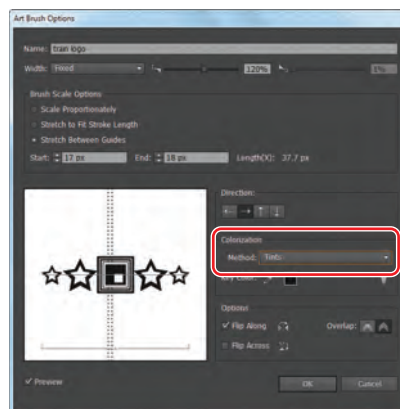 Art Brush Options
Name: train logo
Width: Fixed 120% 1%
Brush Scale Options
Scale Proportionately
Stretch to Fit Stroke Length
Stretch Between Guides
Start: 17 px End: 18 px Length(X): 37.7 px
Direction:
Colorization
Method: Tints
Key Color:
Options
Flip Along Overlap:
Flip Across
Preview OK Cancel